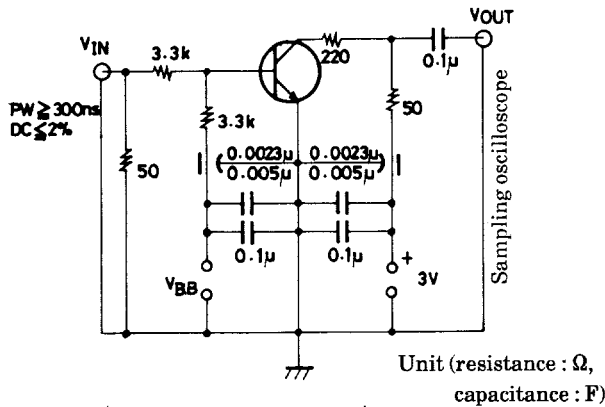 VIN
3.3k
220
0.1µ
VOUT
PW≧300ns
DC≦2%
50
3.3k
50
0.0023µ
0.0023µ
0.005µ
0.005µ
0.1µ
0.1µ
VBB
+
3V
Sampling oscilloscope
Unit (resistance : Ω,
capacitance : F)